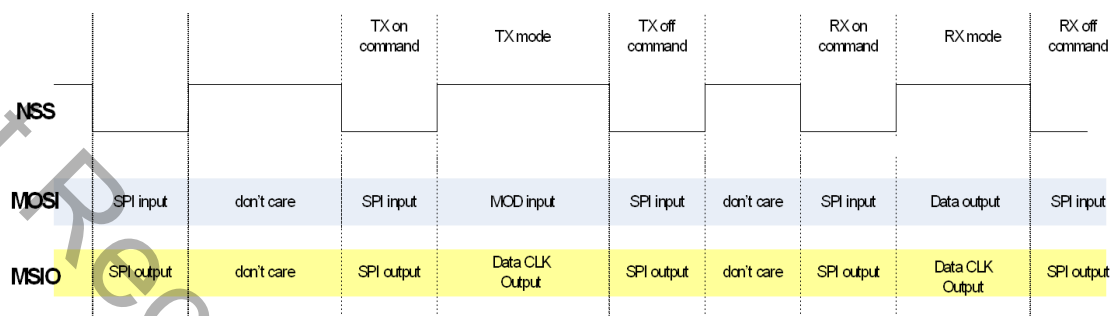 TX on command
TX mode
TX off command
RX on command
RX mode
RX off command
NSS
MOSI SPI input don't care SPI input MOD input SPI input don't care SPI input Data output SPI input
MSIO SPI output don't care SPI output Data CLK Output SPI output don't care SPI output Data CLK Output SPI output
t Rec